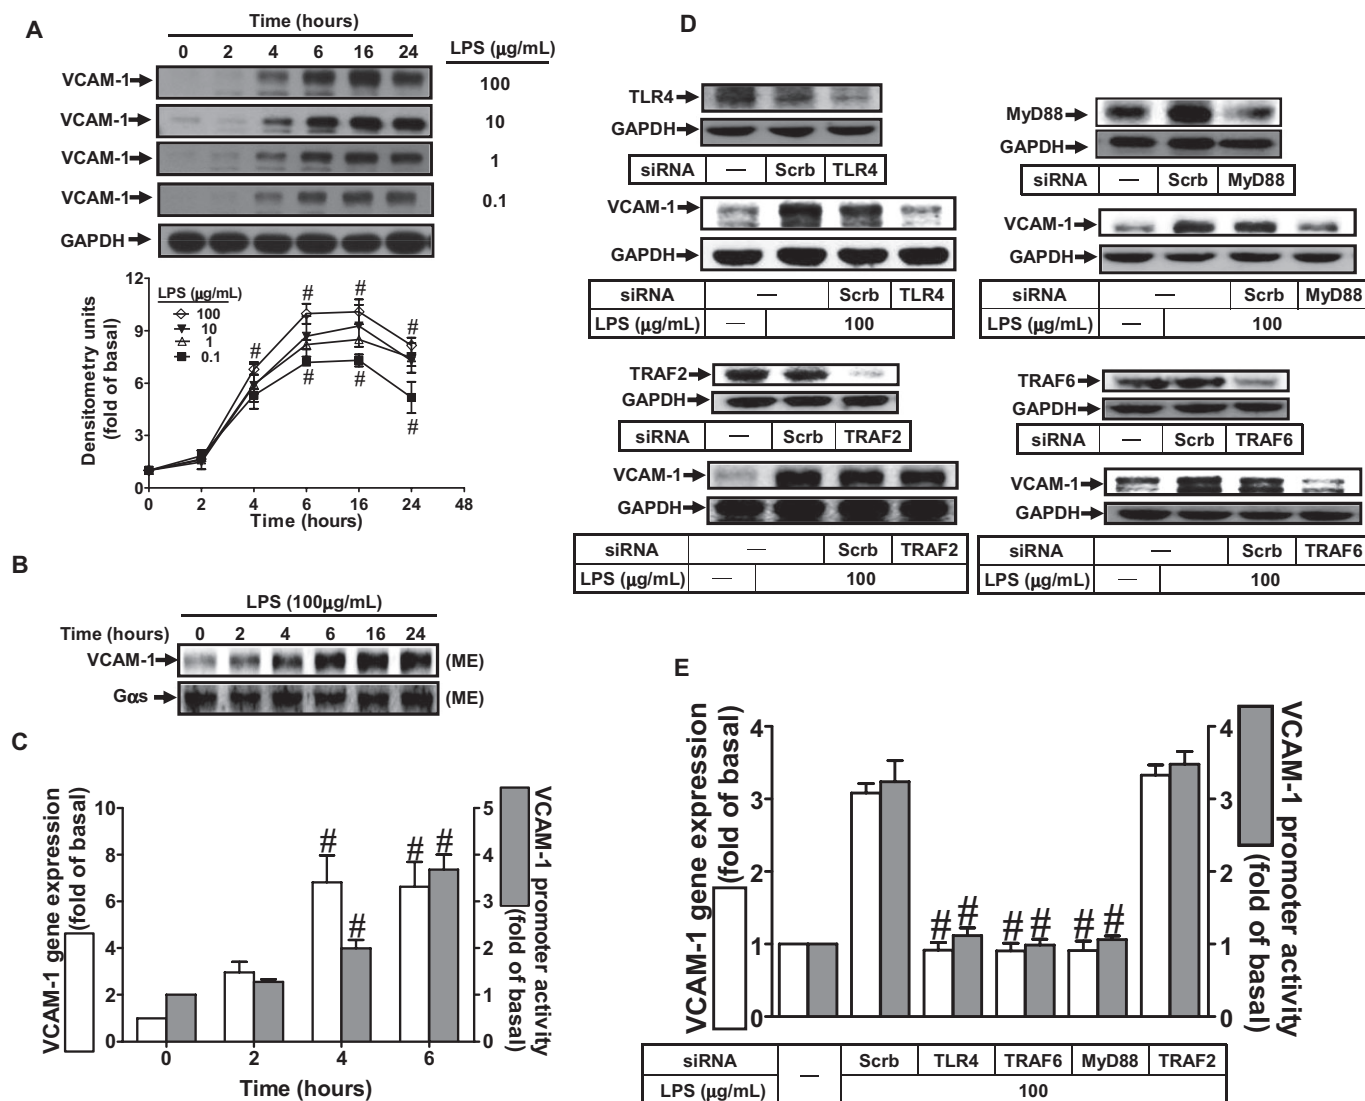 A
Time (hours)
0 2 4 6 16 24
LPS (μg/mL)
VCAM-1 100
VCAM-1 10
VCAM-1 1
VCAM-1 0.1
GAPDH
Densitometry units
(fold of basal)
12
9
6
3
0
LPS (μg/mL)
100
10
1
0.1
# # # # # # #
0 2 4 6 16 24 48
Time (hours)
B
LPS (100μg/mL)
Time (hours) 0 2 4 6 16 24
VCAM-1 (ME)
Gαs (ME)
C
VCAM-1 gene expression
(fold of basal)
10
8
6
4
2
0
# # # #
5
4
3
2
1
0
VCAM-1 promoter activity
(fold of basal)
0 2 4 6
Time (hours)
D
TLR4
GAPDH
siRNA — Scrb TLR4
VCAM-1
GAPDH
siRNA — Scrb TLR4
LPS (μg/mL) — 100
MyD88
GAPDH
siRNA — Scrb MyD88
VCAM-1
GAPDH
siRNA — Scrb MyD88
LPS (μg/mL) — 100
TRAF2
GAPDH
siRNA — Scrb TRAF2
VCAM-1
GAPDH
siRNA — Scrb TRAF2
LPS (μg/mL) — 100
TRAF6
GAPDH
siRNA — Scrb TRAF6
VCAM-1
GAPDH
siRNA — Scrb TRAF6
LPS (μg/mL) — 100
E
VCAM-1 gene expression
(fold of basal)
4
3
2
1
0
# # # # # #
4
3
2
1
0
VCAM-1 promoter activity
(fold of basal)
siRNA — Scrb TLR4 TRAF6 MyD88 TRAF2
LPS (μg/mL) 100